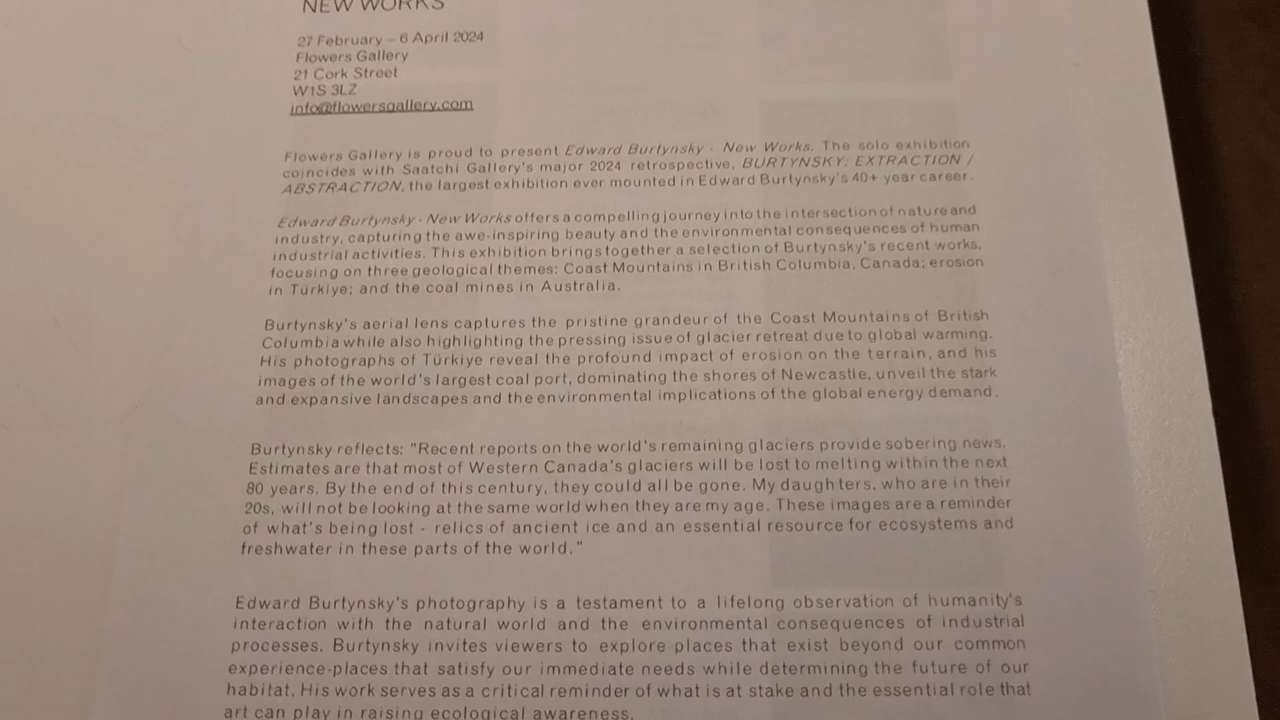 NEW WORKS
27 February – 6 April 2024
Flowers Gallery
21 Cork Street
W1S 3LZ
info@flowersgallery.com
Flowers Gallery is proud to present Edward Burtynsky - New Works. The solo exhibition
coincides with Saatchi Gallery's major 2024 retrospective, BURTYNSKY: EXTRACTION /
ABSTRACTION, the largest exhibition ever mounted in Edward Burtynsky's 40+ year career.
Edward Burtynsky - New Works offers a compelling journey into the intersection of nature and
industry, capturing the awe-inspiring beauty and the environmental consequences of human
industrial activities. This exhibition brings together a selection of Burtynsky's recent works,
focusing on three geological themes: Coast Mountains in British Columbia, Canada; erosion
in Türkiye; and the coal mines in Australia.
Burtynsky's aerial lens captures the pristine grandeur of the Coast Mountains of British
Columbia while also highlighting the pressing issue of glacier retreat due to global warming.
His photographs of Türkiye reveal the profound impact of erosion on the terrain, and his
images of the world's largest coal port, dominating the shores of Newcastle, unveil the stark
and expansive landscapes and the environmental implications of the global energy demand.
Burtynsky reflects: "Recent reports on the world's remaining glaciers provide sobering news.
Estimates are that most of Western Canada's glaciers will be lost to melting within the next
80 years. By the end of this century, they could all be gone. My daughters, who are in their
20s, will not be looking at the same world when they are my age. These images are a reminder
of what's being lost - relics of ancient ice and an essential resource for ecosystems and
freshwater in these parts of the world."
Edward Burtynsky's photography is a testament to a lifelong observation of humanity's
interaction with the natural world and the environmental consequences of industrial
processes. Burtynsky invites viewers to explore places that exist beyond our common
experience-places that satisfy our immediate needs while determining the future of our
habitat. His work serves as a critical reminder of what is at stake and the essential role that
art can play in raising ecological awareness.